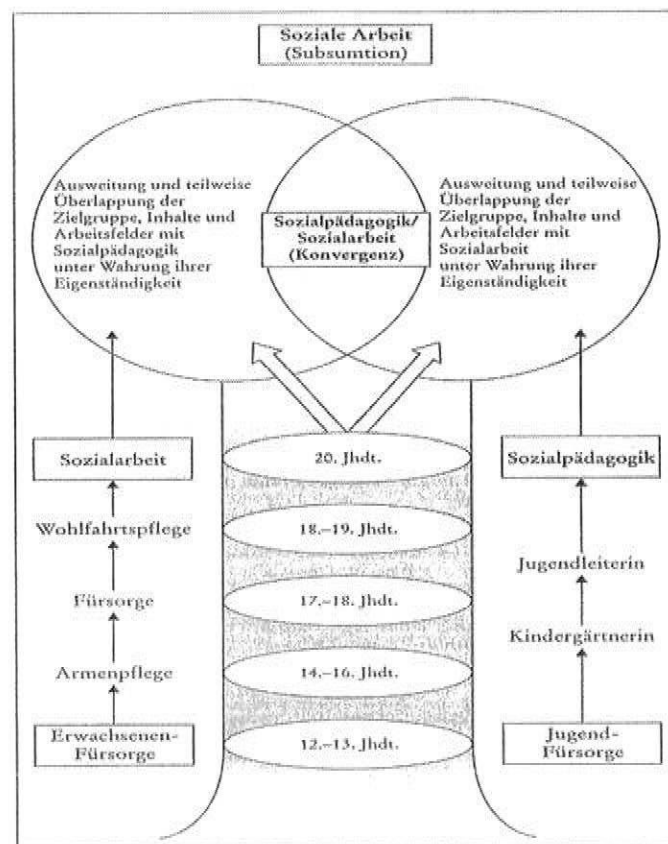 Soziale Arbeit
(Subsumtion)
Ausweitung und teilweise
Überlappung der
Zielgruppe, Inhalte und
Arbeitsfelder mit
Sozialpädagogik
unter Wahrung ihrer
Eigenständigkeit
Sozialpädagogik/
Sozialarbeit
(Konvergenz)
Ausweitung und teilweise
Überlappung der
Zielgruppe, Inhalte und
Arbeitsfelder mit
Sozialarbeit
unter Wahrung ihrer
Eigenständigkeit
Sozialarbeit
Wohlfahrtspflege
Fürsorge
Armenpflege
Erwachsenen-
Fürsorge
20. Jhdt.
18.–19. Jhdt.
17.–18. Jhdt.
14.–16. Jhdt.
12.–13. Jhdt.
Sozialpädagogik
Jugendleiterin
Kindergärtnerin
Jugend-
Fürsorge